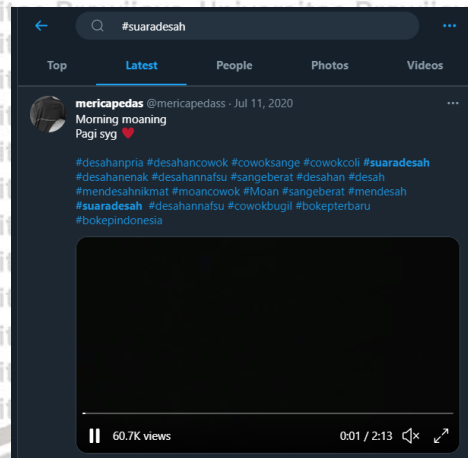 #suaradesah
Top Latest People Photos Videos
mericapedas @mericapedass · Jul 11, 2020
Morning moaning
Pagi syg ❤
#desahanpria #desahancowok #cowoksange #cowokcoli #suaradesah
#desahanenak #desahannafsu #sangeberat #desahan #desah
#mendesahnikmat #moancowok #Moan #sangeberat #mendesah
#suaradesah #desahannafsu #cowokbugil #bokepterbaru
#bokepindonesia
60.7K views 0:01 / 2:13